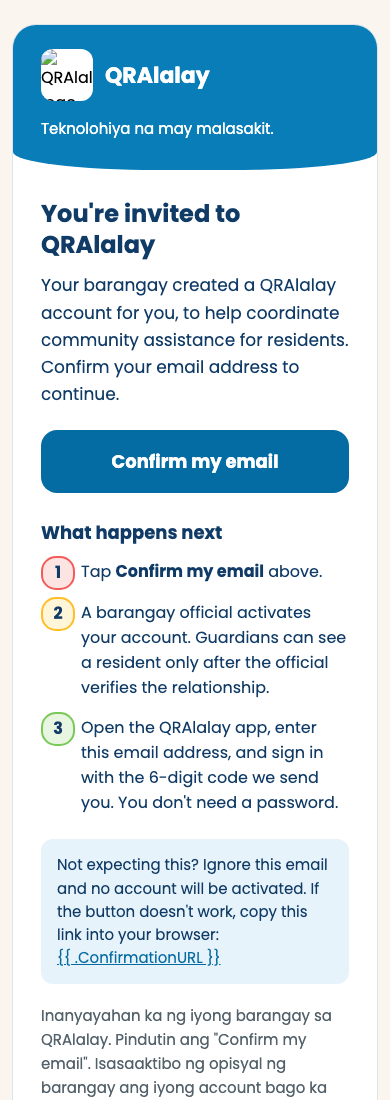 QRAlal
QRAlalay
Teknolohiya na may malasakit.
You're invited to
QRAlalay
Your barangay created a QRAlalay
account for you, to help coordinate
community assistance for residents.
Confirm your email address to
continue.
Confirm my email
What happens next
1 Tap Confirm my email above.
2 A barangay official activates
your account. Guardians can see
a resident only after the official
verifies the relationship.
3 Open the QRAlalay app, enter
this email address, and sign in
with the 6-digit code we send
you. You don't need a password.
Not expecting this? Ignore this email
and no account will be activated. If
the button doesn't work, copy this
link into your browser:
{{ .ConfirmationURL }}
Inanyayahan ka ng iyong barangay sa
QRAlalay. Pindutin ang "Confirm my
email". Isasaaktibo ng opisyal ng
barangay ang iyong account bago ka